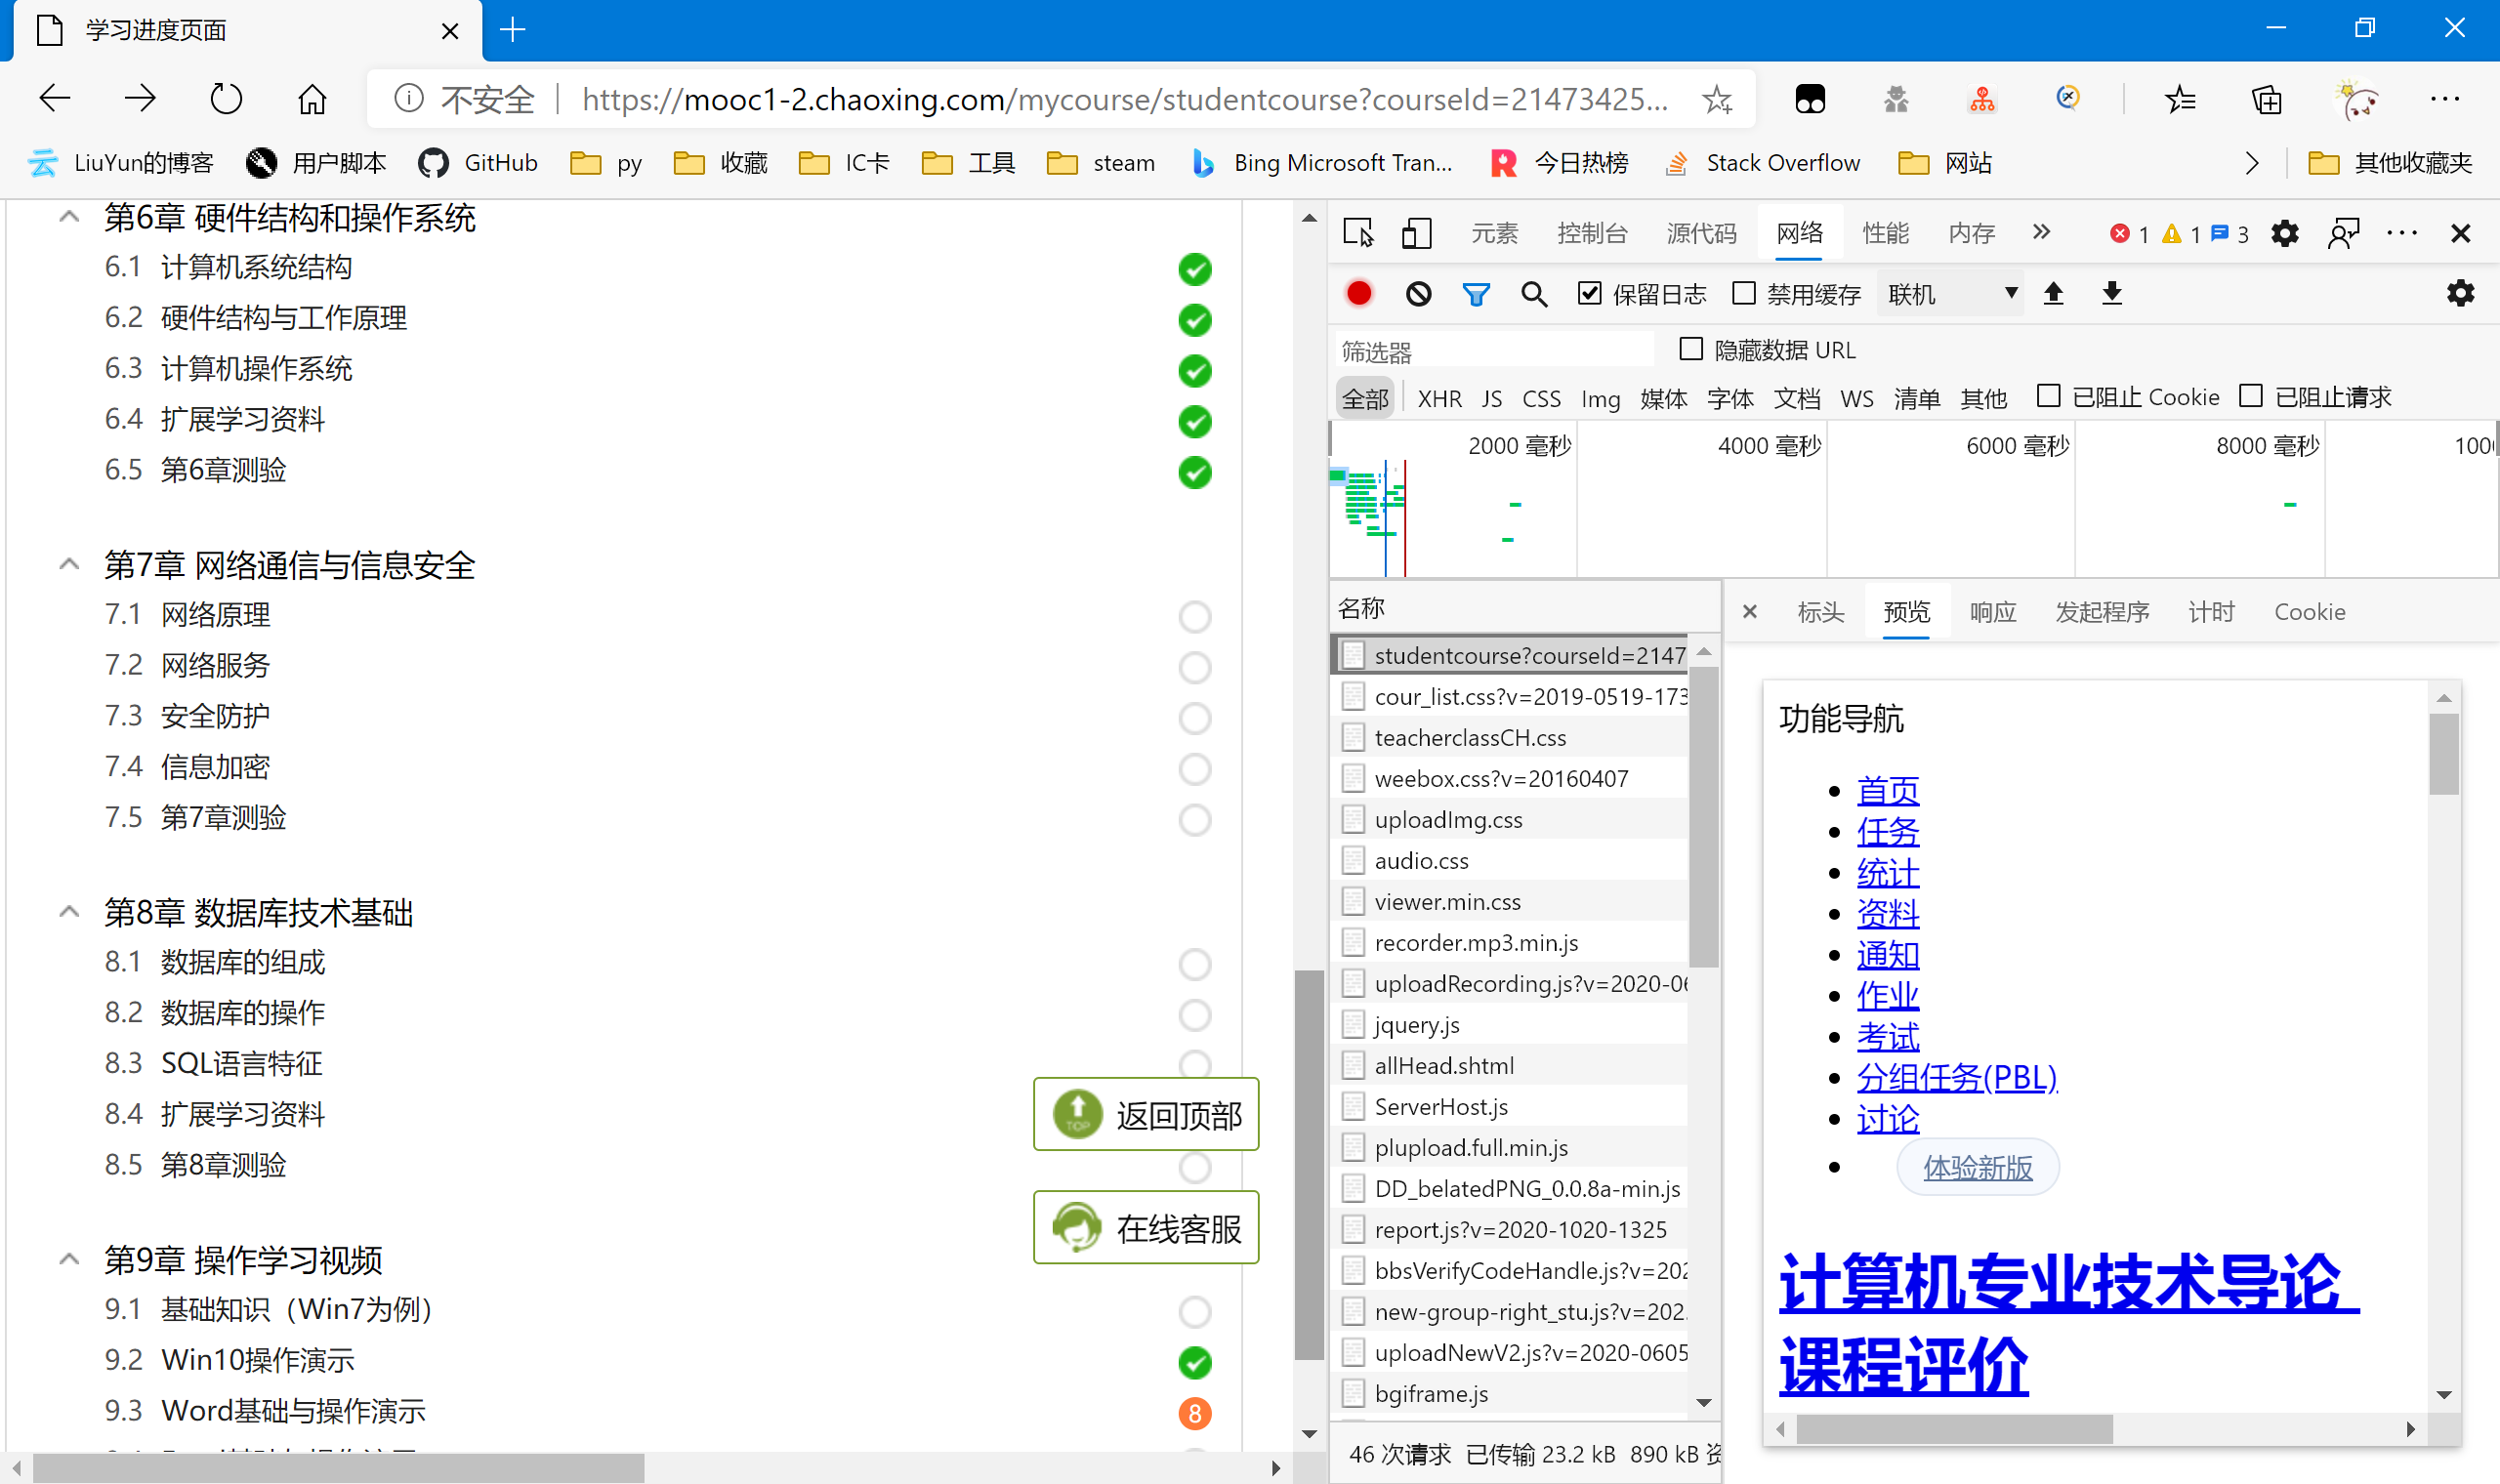 学习进度页面
不安全
https://mooc1-2.chaoxing.com/mycourse/studentcourse?courseId=21473425...
LiuYun的博客 用户脚本 GitHub py 收藏 IC卡 工具 steam Bing Microsoft Tran... 今日热榜 Stack Overflow 网站 其他收藏夹
第6章 硬件结构和操作系统
6.1 计算机系统结构
6.2 硬件结构与工作原理
6.3 计算机操作系统
6.4 扩展学习资料
6.5 第6章测验
第7章 网络通信与信息安全
7.1 网络原理
7.2 网络服务
7.3 安全防护
7.4 信息加密
7.5 第7章测验
第8章 数据库技术基础
8.1 数据库的组成
8.2 数据库的操作
8.3 SQL语言特征
8.4 扩展学习资料
8.5 第8章测验
第9章 操作学习视频
9.1 基础知识（Win7为例）
9.2 Win10操作演示
9.3 Word基础与操作演示 8
TOP 返回顶部
在线客服
元素 控制台 源代码 网络 性能 内存 1 1 3
保留日志 禁用缓存 联机
筛选器 隐藏数据 URL
全部 XHR JS CSS Img 媒体 字体 文档 WS 清单 其他 已阻止 Cookie 已阻止请求
2000 毫秒 4000 毫秒 6000 毫秒 8000 毫秒 100
名称
studentcourse?courseId=2147
cour_list.css?v=2019-0519-173
teacherclassCH.css
weebox.css?v=20160407
uploadImg.css
audio.css
viewer.min.css
recorder.mp3.min.js
uploadRecording.js?v=2020-06
jquery.js
allHead.shtml
ServerHost.js
plupload.full.min.js
DD_belatedPNG_0.0.8a-min.js
report.js?v=2020-1020-1325
bbsVerifyCodeHandle.js?v=202
new-group-right_stu.js?v=202.
uploadNewV2.js?v=2020-0605
bgiframe.js
46 次请求 已传输 23.2 kB 890 kB
标头 预览 响应 发起程序 计时 Cookie
功能导航
首页
任务
统计
资料
通知
作业
考试
分组任务(PBL)
讨论
体验新版
计算机专业技术导论
课程评价